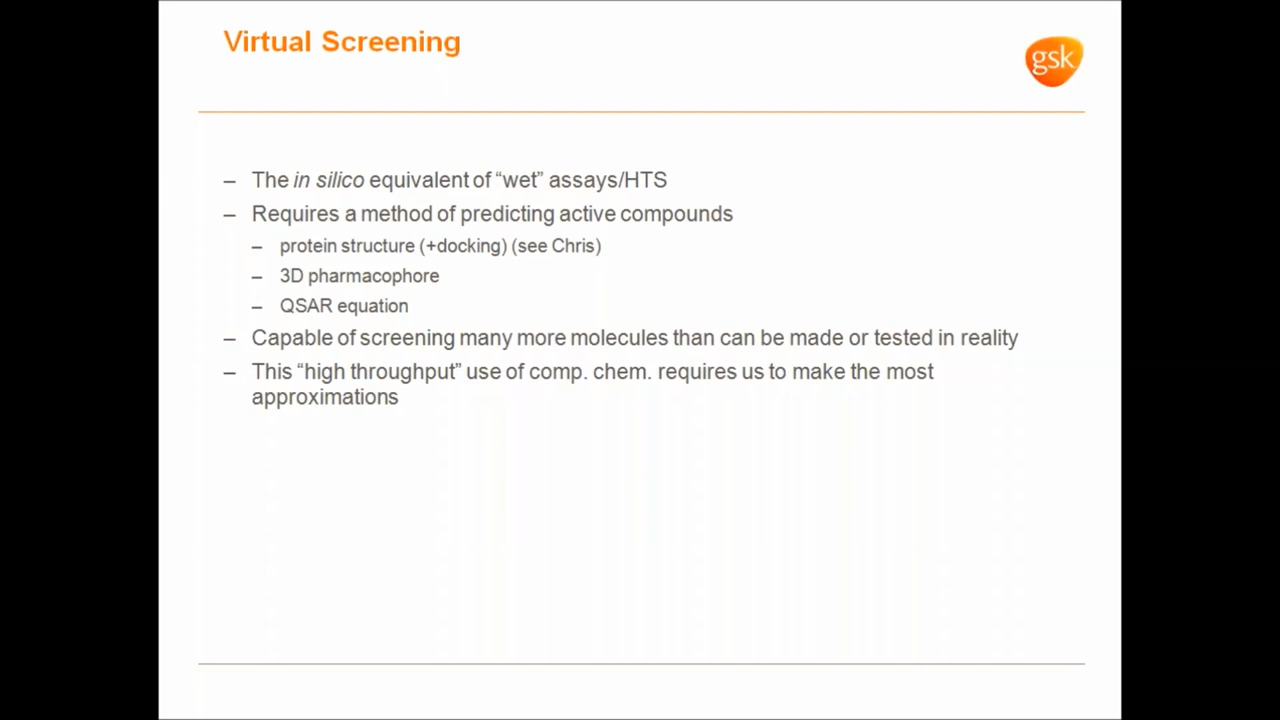 Virtual Screening
gsk
– The in silico equivalent of “wet” assays/HTS
– Requires a method of predicting active compounds
– protein structure (+docking) (see Chris)
– 3D pharmacophore
– QSAR equation
– Capable of screening many more molecules than can be made or tested in reality
– This “high throughput” use of comp. chem. requires us to make the most
approximations